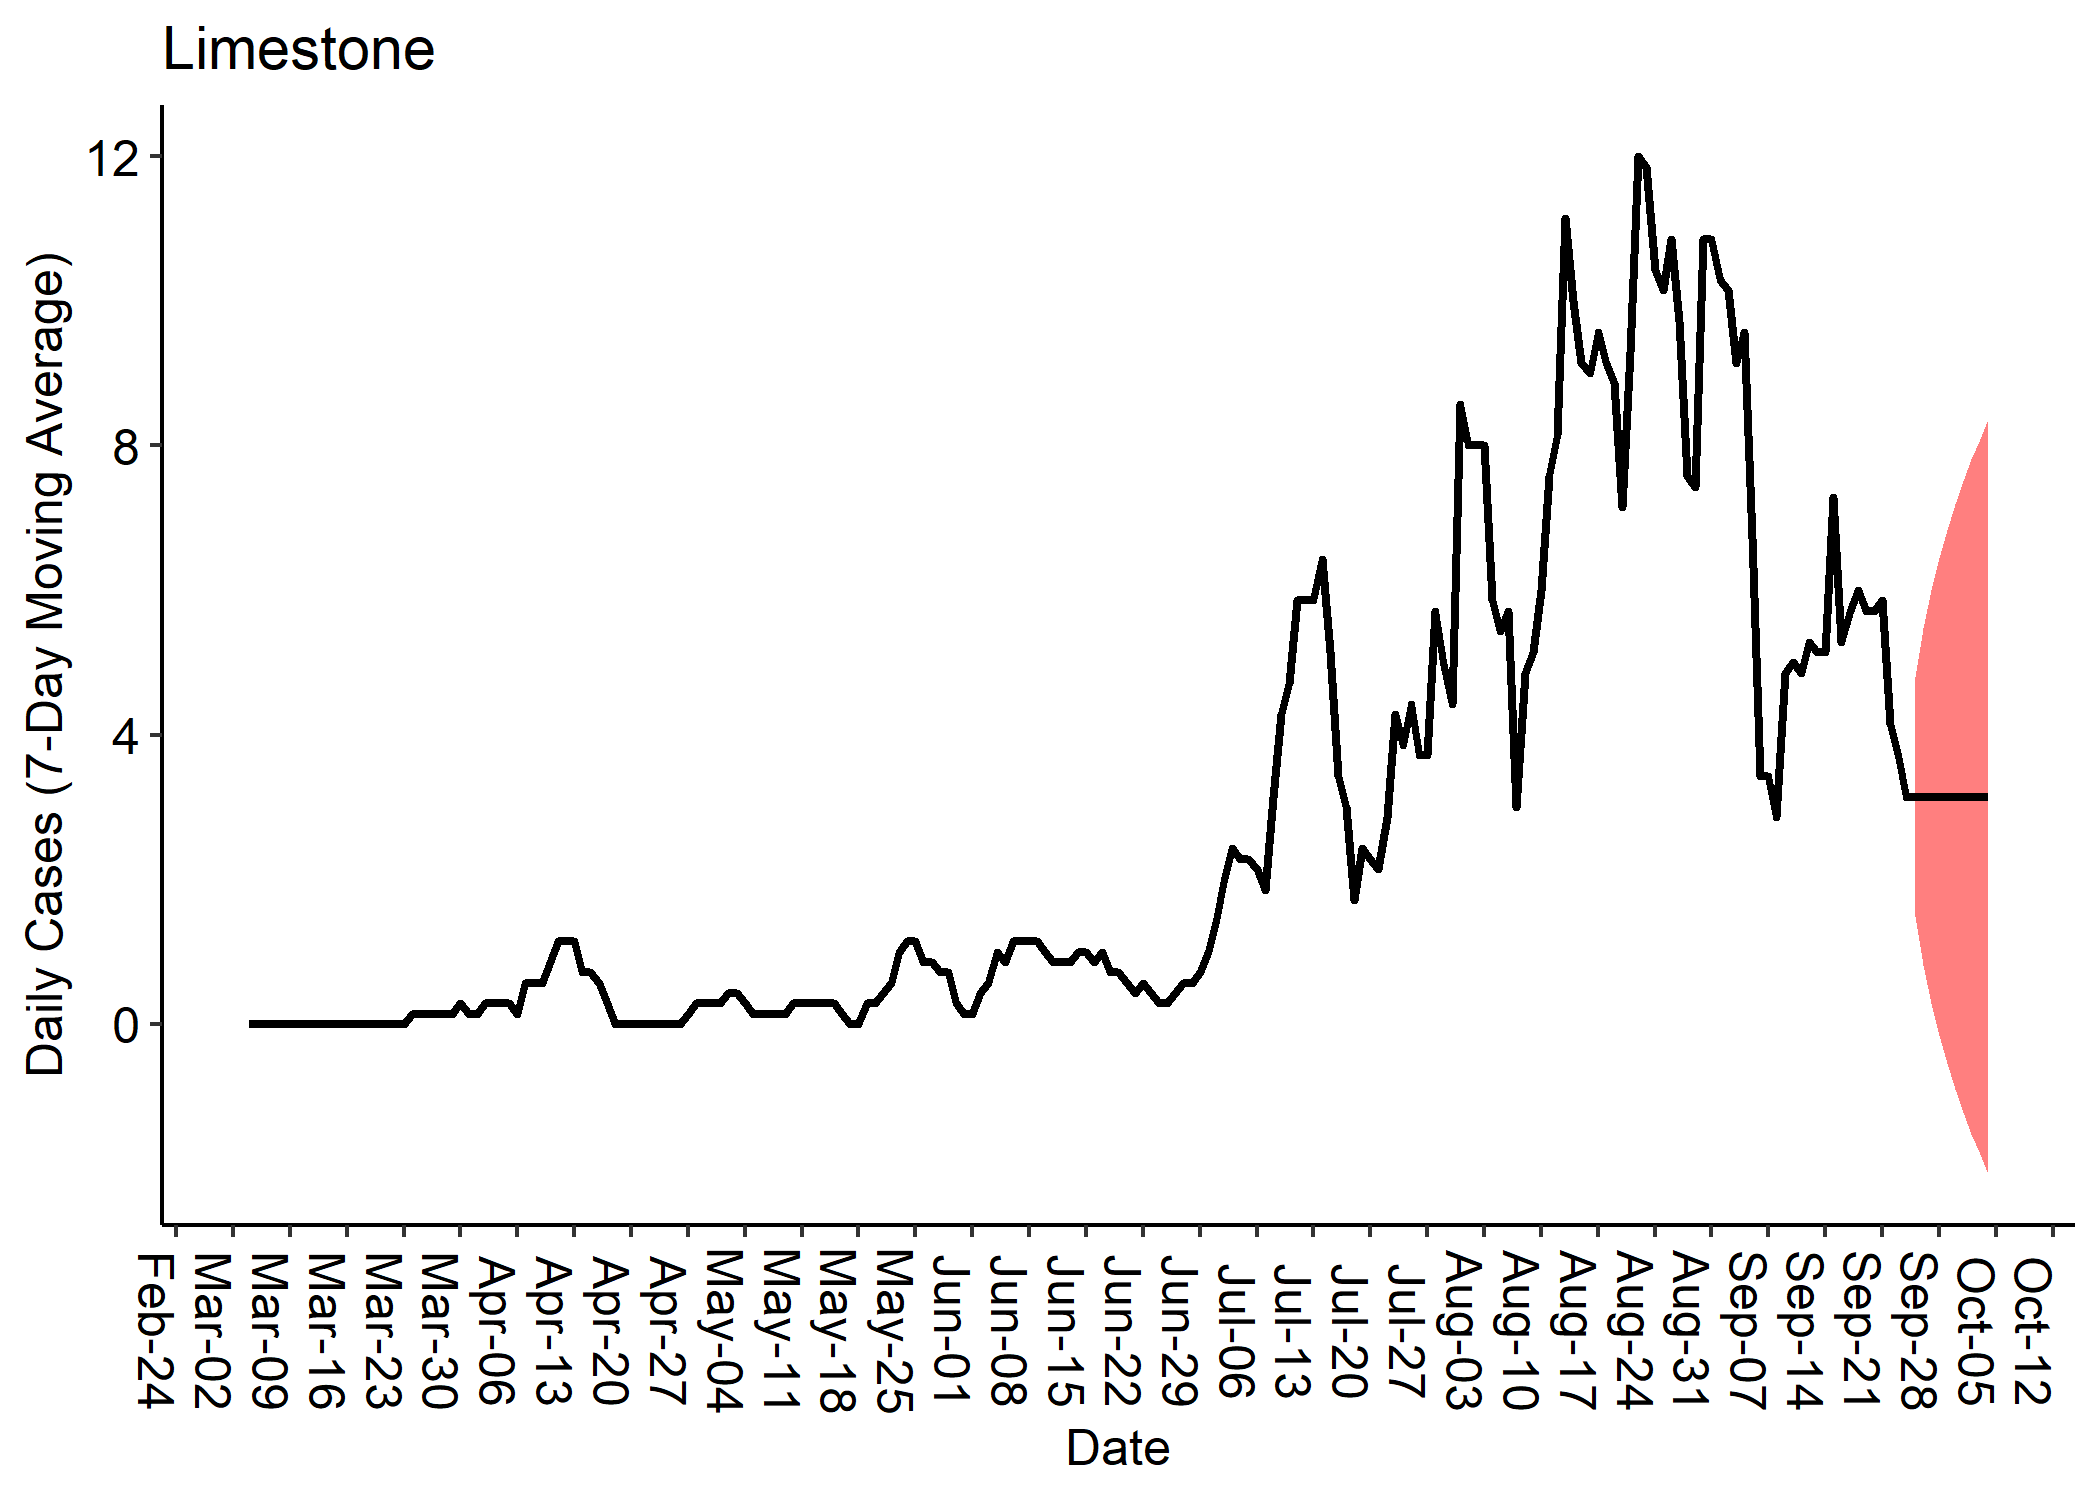 Limestone
Daily Cases (7-Day Moving Average)
12
8
4
0
Feb-24
Mar-02
Mar-09
Mar-16
Mar-23
Mar-30
Apr-06
Apr-13
Apr-20
Apr-27
May-04
May-11
May-18
May-25
Jun-01
Jun-08
Jun-15
Jun-22
Jun-29
Jul-06
Jul-13
Jul-20
Jul-27
Aug-03
Aug-10
Aug-17
Aug-24
Aug-31
Sep-07
Sep-14
Sep-21
Sep-28
Oct-05
Oct-12
Date